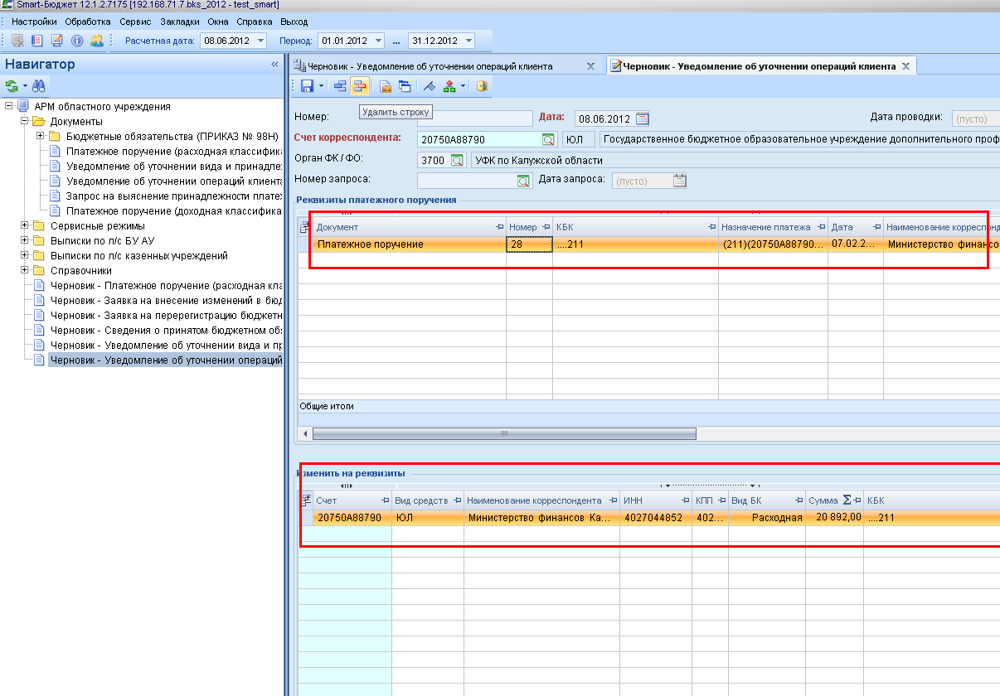 Smart-Бюджет 12.1.2.7175 [192.168.71.7.bks_2012 - test_smart]
Настройки Обработка Сервис Закладки Окна Справка Выход
Расчетная дата: 08.06.2012 Период: 01.01.2012 ... 31.12.2012
Навигатор «
АРМ областного учреждения
Документы
Бюджетные обязательства (ПРИКАЗ № 98Н)
Платежное поручение (расходная классифик
Уведомление об уточнении вида и принадле
Уведомление об уточнении операций клиент
Запрос на выяснение принадлежности плате
Платежное поручение (доходная классифика
Сервисные режимы
Выписки по л/с БУ АУ
Выписки по л/с казенных учреждений
Справочники
Черновик - Платежное поручение (расходная кла
Черновик - Заявка на внесение изменений в бюд
Черновик - Заявка на перерегистрацию бюджетн
Черновик - Сведения о принятом бюджетном об
Черновик - Уведомление об уточнении вида и пр
Черновик - Уведомление об уточнении операций
Черновик - Уведомление об уточнении операций клиента
Черновик - Уведомление об уточнении операций клиента
Удалить строку
Номер: Дата: 08.06.2012 Дата проводки: (пусто)
Счет корреспондента: 20750А88790 ЮЛ Государственное бюджетное образовательное учреждение дополнительного проф
Орган ФК / ФО: 3700 УФК по Калужской области
Номер запроса: Дата запроса: (пусто)
Реквизиты платежного поручения
Документ Номер КБК Назначение платежа Дата Наименование корреспонд
Платежное поручение 28 ....211 (211)(20750А88790... 07.02.2... Министерство финансо
Общие итоги
Изменить на реквизиты
Счет Вид средств Наименование корреспондента ИНН КПП Вид БК Сумма Σ КБК
20750А88790 ЮЛ Министерство финансов Ка... 4027044852 402... Расходная 20 892,00 ....211